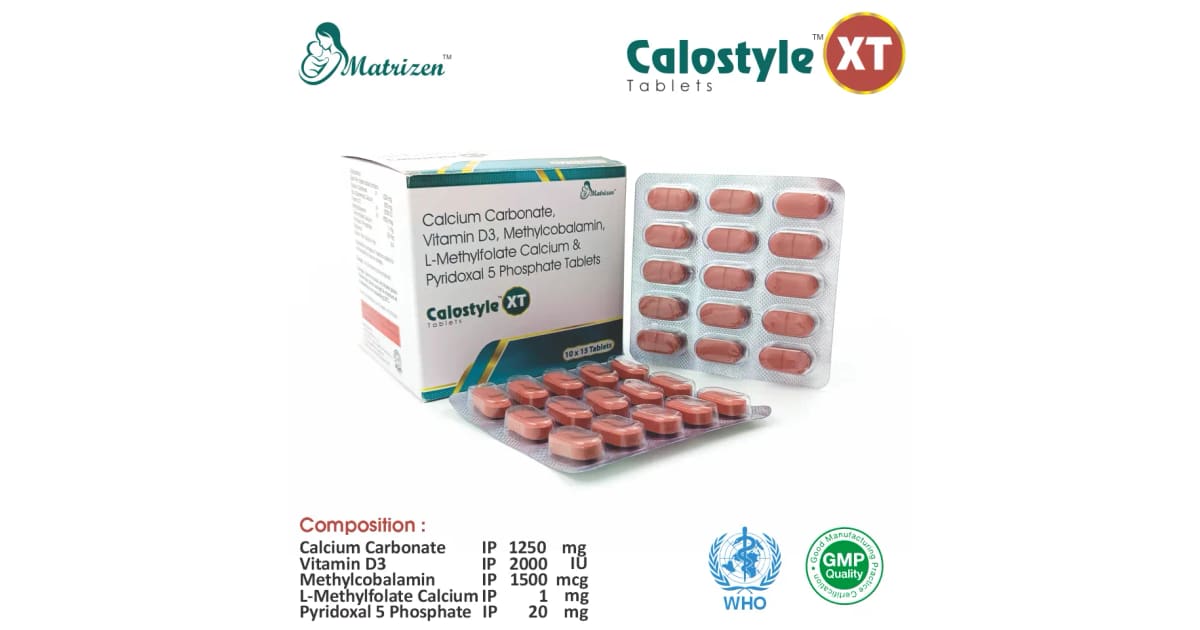 Matrizen™
Calostyle™ XT
Tablets
Matrizen™
Calcium Carbonate,
Vitamin D3, Methylcobalamin,
L-Methylfolate Calcium &
Pyridoxal 5 Phosphate Tablets
Calostyle™ XT
Tablets
10 x 15 Tablets
Composition :
Calcium Carbonate IP 1250 mg
Vitamin D3 IP 2000 IU
Methylcobalamin IP 1500 mcg
L-Methylfolate Calcium IP 1 mg
Pyridoxal 5 Phosphate IP 20 mg
WHO
Good Manufacturing Practice Certification
GMP
Quality